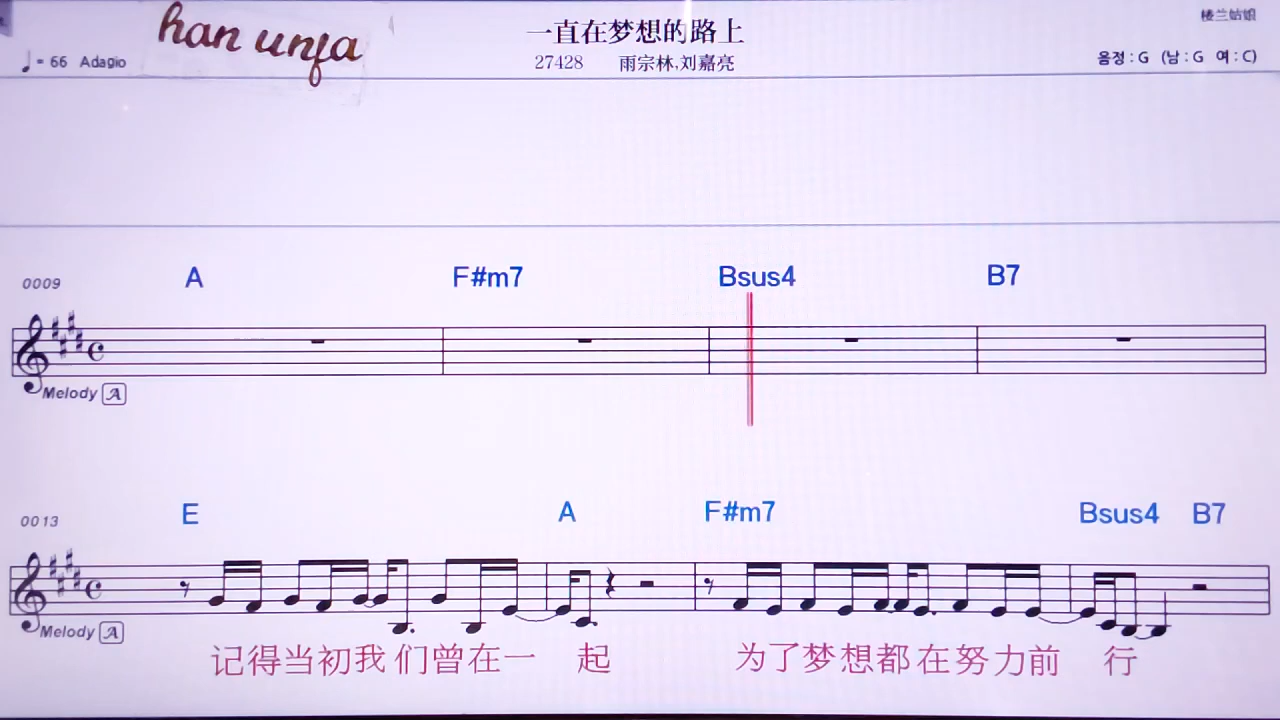 han unfa
一直在梦想的路上
楼兰姑娘
♩= 66 Adagio
27428 雨宗林,刘嘉亮
음정 : G (남 : G 여 : C)
0009 A F#m7 Bsus4 B7
Melody A
0013 E A F#m7 Bsus4 B7
Melody A
记得当初我们曾在一起 为了梦想都在努力前行